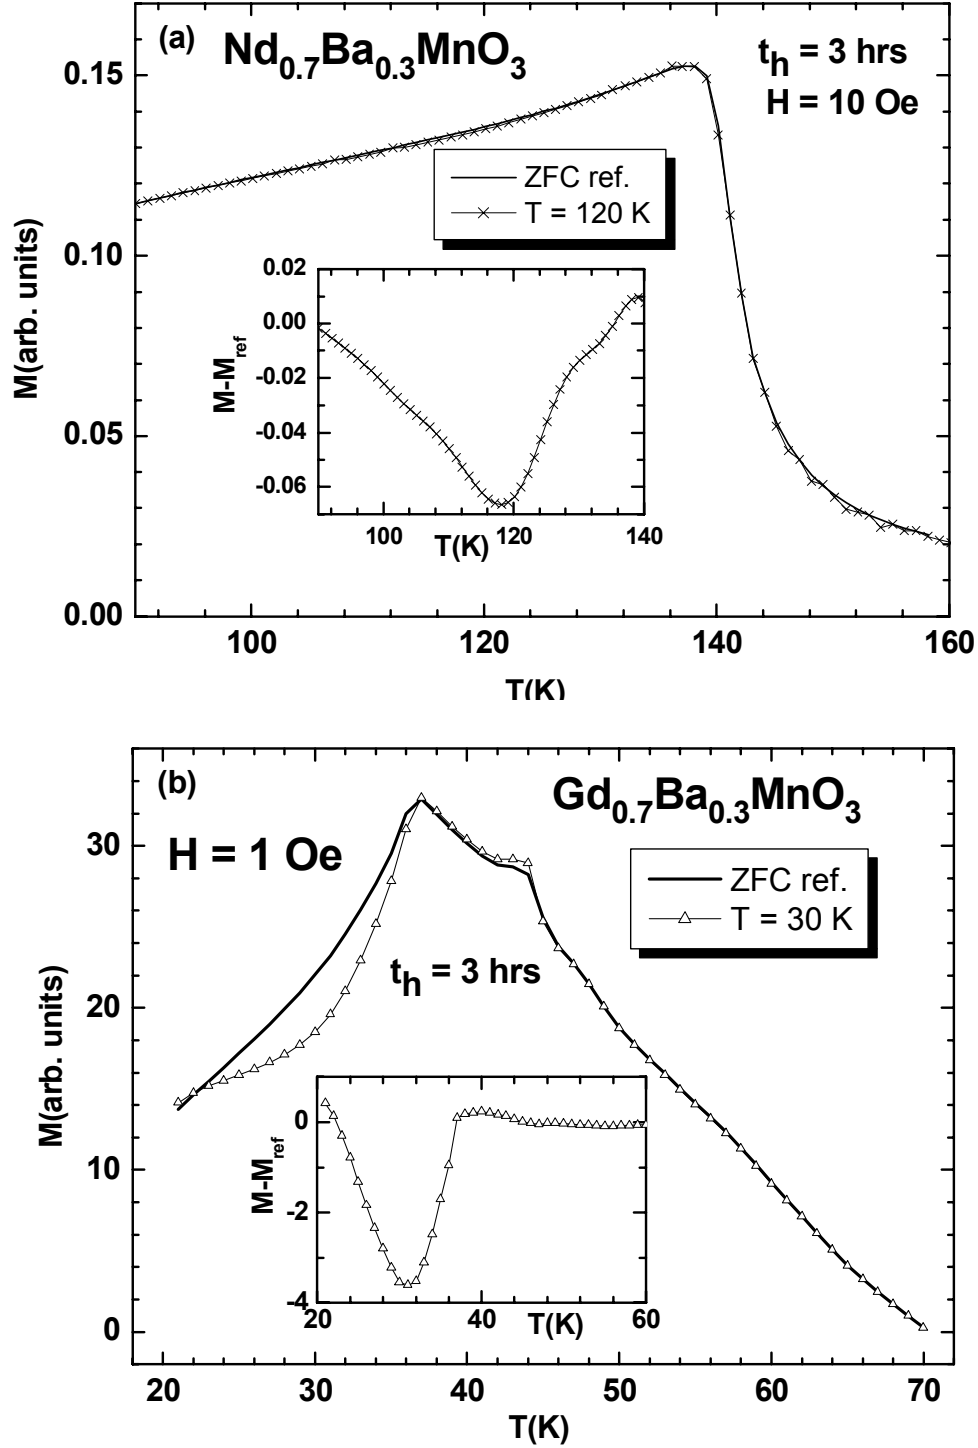 (a) Nd0.7Ba0.3MnO3
th = 3 hrs
H = 10 Oe
M(arb. units)
0.15
0.10
0.05
0.00
ZFC ref.
T = 120 K
M-Mref
0.02
0.00
-0.02
-0.04
-0.06
100 120 140
T(K)
100 120 140 160
T(K)
(b) Gd0.7Ba0.3MnO3
H = 1 Oe
M(arb. units)
30
20
10
0
ZFC ref.
T = 30 K
th = 3 hrs
M-Mref
0
-2
-4
20 40 60
T(K)
20 30 40 50 60 70
T(K)